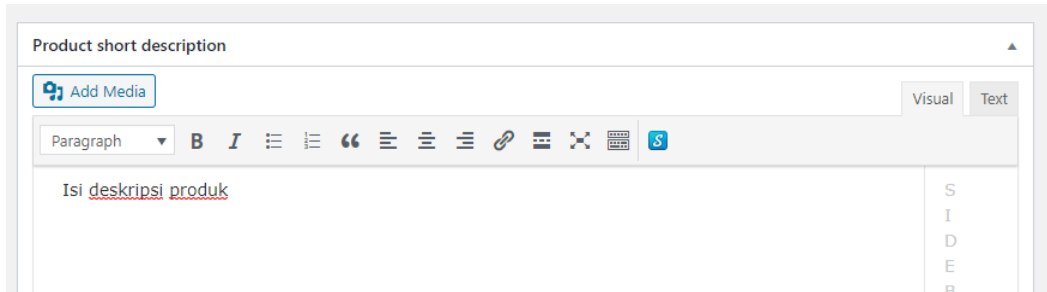 Product short description
Add Media
Visual Text
Paragraph
Isi deskripsi produk
S
I
D
E